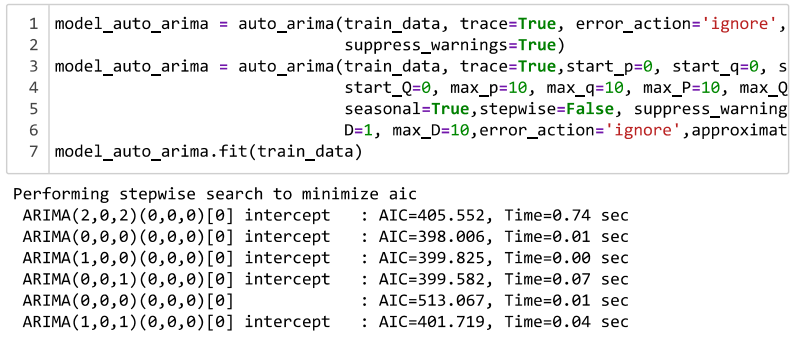 1 model_auto_arima = auto_arima(train_data, trace=True, error_action='ignore',
2 suppress_warnings=True)
3 model_auto_arima = auto_arima(train_data, trace=True,start_p=0, start_q=0, s
4 start_Q=0, max_p=10, max_q=10, max_P=10, max_Q
5 seasonal=True,stepwise=False, suppress_warning
6 D=1, max_D=10,error_action='ignore',approximat
7 model_auto_arima.fit(train_data)
Performing stepwise search to minimize aic
ARIMA(2,0,2)(0,0,0)[0] intercept : AIC=405.552, Time=0.74 sec
ARIMA(0,0,0)(0,0,0)[0] intercept : AIC=398.006, Time=0.01 sec
ARIMA(1,0,0)(0,0,0)[0] intercept : AIC=399.825, Time=0.00 sec
ARIMA(0,0,1)(0,0,0)[0] intercept : AIC=399.582, Time=0.07 sec
ARIMA(0,0,0)(0,0,0)[0] : AIC=513.067, Time=0.01 sec
ARIMA(1,0,1)(0,0,0)[0] intercept : AIC=401.719, Time=0.04 sec